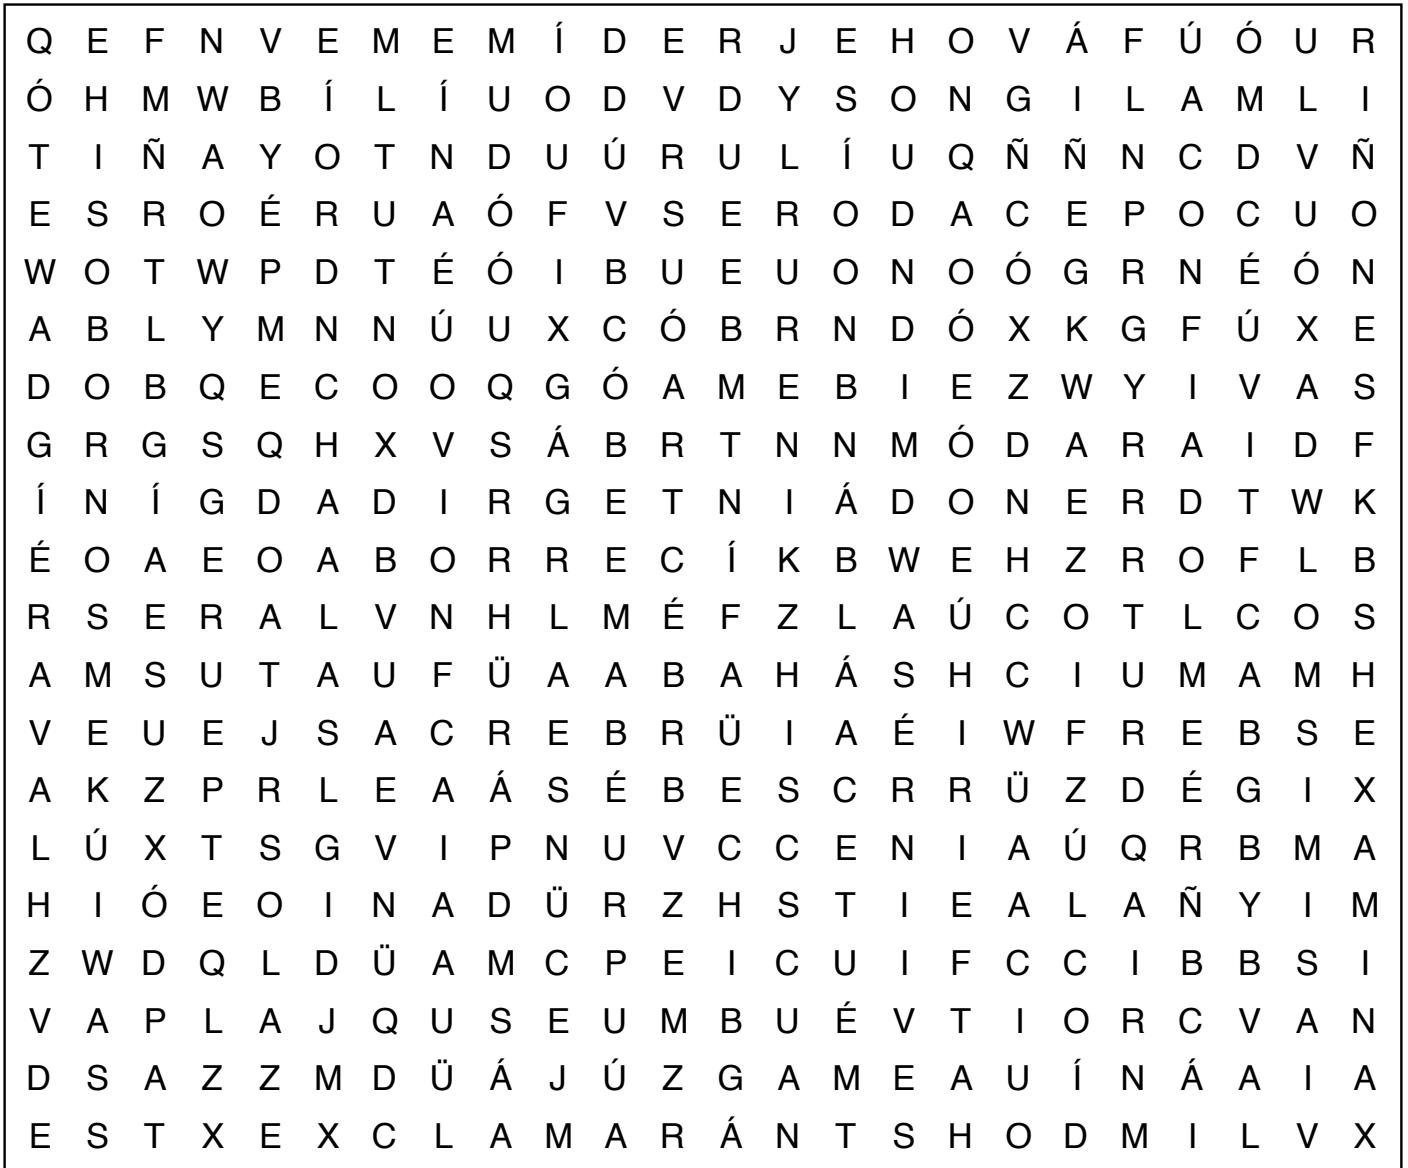 Q E F N V E M E M Í D E R J E H O V Á F Ú Ó U R
Ó H M W B Í L Í U O D V D Y S O N G I L A M L I
T I Ñ A Y O T N D U Ú R U L Í U Q Ñ Ñ N C D V Ñ
E S R O É R U A Ó F V S E R O D A C E P O C U O
W O T W P D T É Ó I B U E U O N O Ó G R N É Ó N
A B L Y M N N Ú U X C Ó B R N D Ó X K G F Ú X E
D O B Q E C O O Q G Ó A M E B I E Z W Y I V A S
G R G S Q H X V S Á B R T N N M Ó D A R A I D F
Í N Í G D A D I R G E T N I Á D O N E R D T W K
É O A E O A B O R R E C Í K B W E H Z R O F L B
R S E R A L V N H L M É F Z L A Ú C O T L C O S
A M S U T A U F Ü A A B A H Á S H C I U M A M H
V E U E J S A C R E B R Ü I A É I W F R E B S E
A K Z P R L E A Á S É B E S C R R Ü Z D É G I X
L Ú X T S G V I P N U V C C E N I A Ú Q R B M A
H I Ó E O I N A D Ü R Z H S T I E A L A Ñ Y I M
Z W D Q L D Ü A M C P E I C U I F C C I B B S I
V A P L A J Q U S E U M B U É V T I O R C V A N
D S A Z Z M D Ü Á J Ú Z G A M E A U Í N Á A I A
E S T X E X C L A M A R Á N T S H O D M I L V X